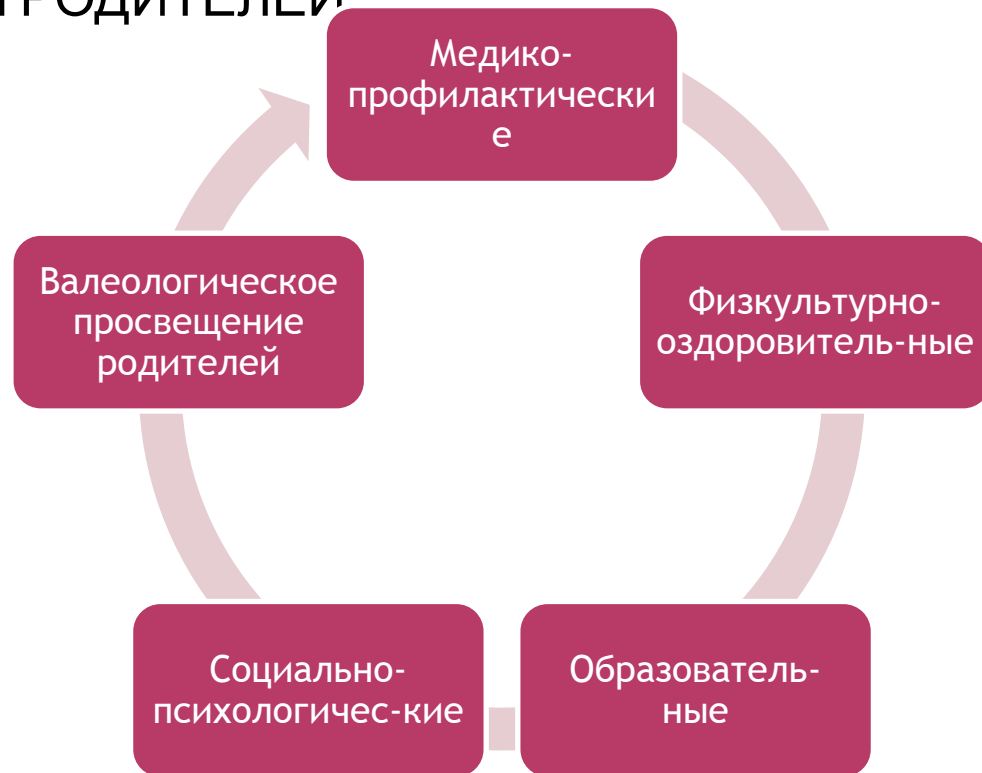 РОДИТЕЛЕЙ
Медико-
профилактически
е
Физкультурно-
оздоровитель-ные
Образователь-
ные
Социально-
психологичес-кие
Валеологическое
просвещение
родителей